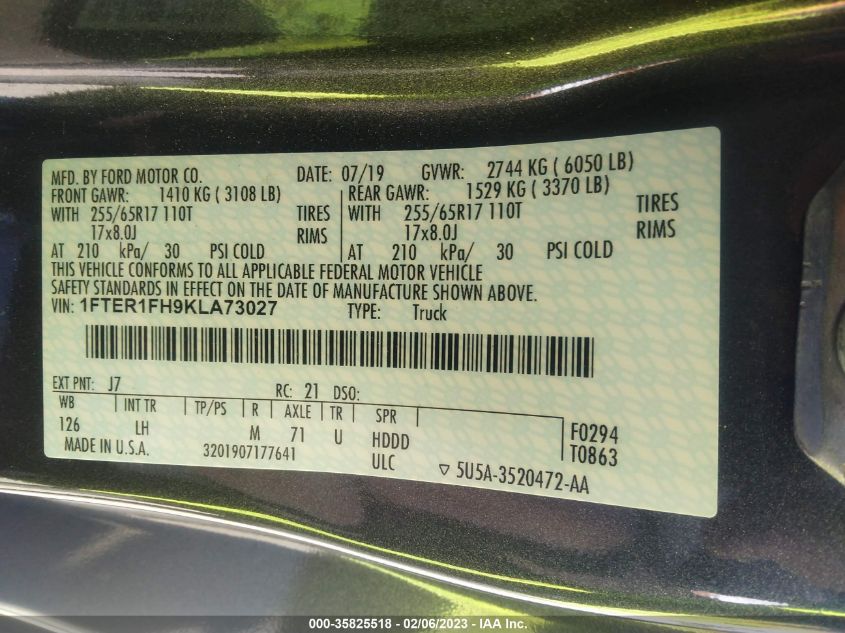 MFD. BY FORD MOTOR CO. DATE: 07/19 GVWR: 2744 KG ( 6050 LB)
FRONT GAWR: 1410 KG ( 3108 LB) REAR GAWR: 1529 KG ( 3370 LB)
WITH 255/65R17 110T TIRES WITH 255/65R17 110T TIRES
17x8.0J RIMS 17x8.0J RIMS
AT 210 kPa/ 30 PSI COLD AT 210 kPa/ 30 PSI COLD
THIS VEHICLE CONFORMS TO ALL APPLICABLE FEDERAL MOTOR VEHICLE
SAFETY STANDARDS IN EFFECT ON THE DATE OF MANUFACTURE SHOWN ABOVE.
VIN: 1FTER1FH9KLA73027 TYPE: Truck
EXT PNT: J7 RC: 21 DSO:
WB INT TR TP/PS R AXLE TR SPR
126 LH M 71 U HDDD F0294
MADE IN U.S.A. 3201907177641 ULC T0863
5U5A-3520472-AA
000-35825518 - 02/06/2023 - IAA Inc.